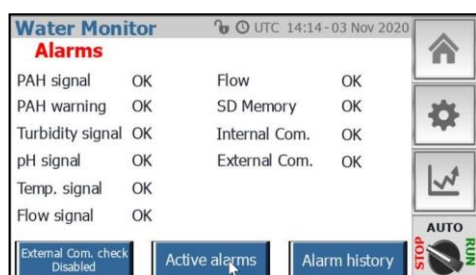 Water Monitor UTC 14:14-03 Nov 2020
Alarms
PAH signal OK Flow OK
PAH warning OK SD Memory OK
Turbidity signal OK Internal Com. OK
pH signal OK External Com. OK
Temp. signal OK
Flow signal OK
AUTO
STOP RUN
External Com. check
Disabled
Active alarms
Alarm history